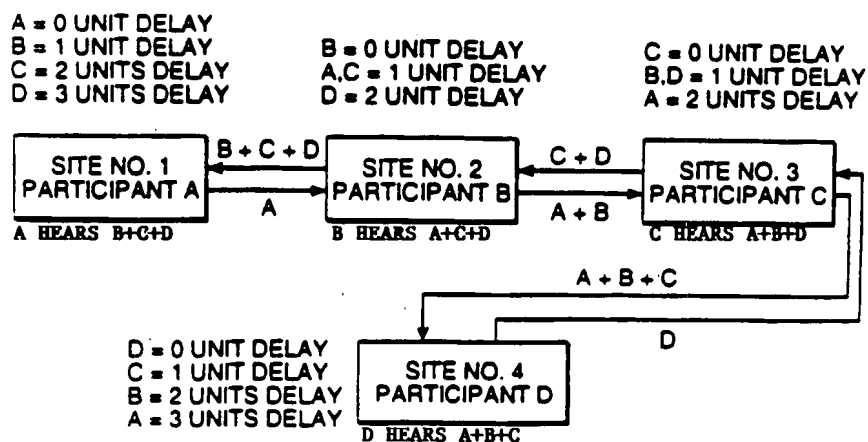 A = 0 UNIT DELAY
B = 1 UNIT DELAY
C = 2 UNITS DELAY
D = 3 UNITS DELAY
B = 0 UNIT DELAY
A,C = 1 UNIT DELAY
D = 2 UNIT DELAY
C = 0 UNIT DELAY
B,D = 1 UNIT DELAY
A = 2 UNITS DELAY
SITE NO. 1
PARTICIPANT A
A HEARS B+C+D
B + C + D
A
SITE NO. 2
PARTICIPANT B
B HEARS A+C+D
C + D
A + B
SITE NO. 3
PARTICIPANT C
C HEARS A+B+D
A + B + C
D
D = 0 UNIT DELAY
C = 1 UNIT DELAY
B = 2 UNITS DELAY
A = 3 UNITS DELAY
SITE NO. 4
PARTICIPANT D
D HEARS A+B+C